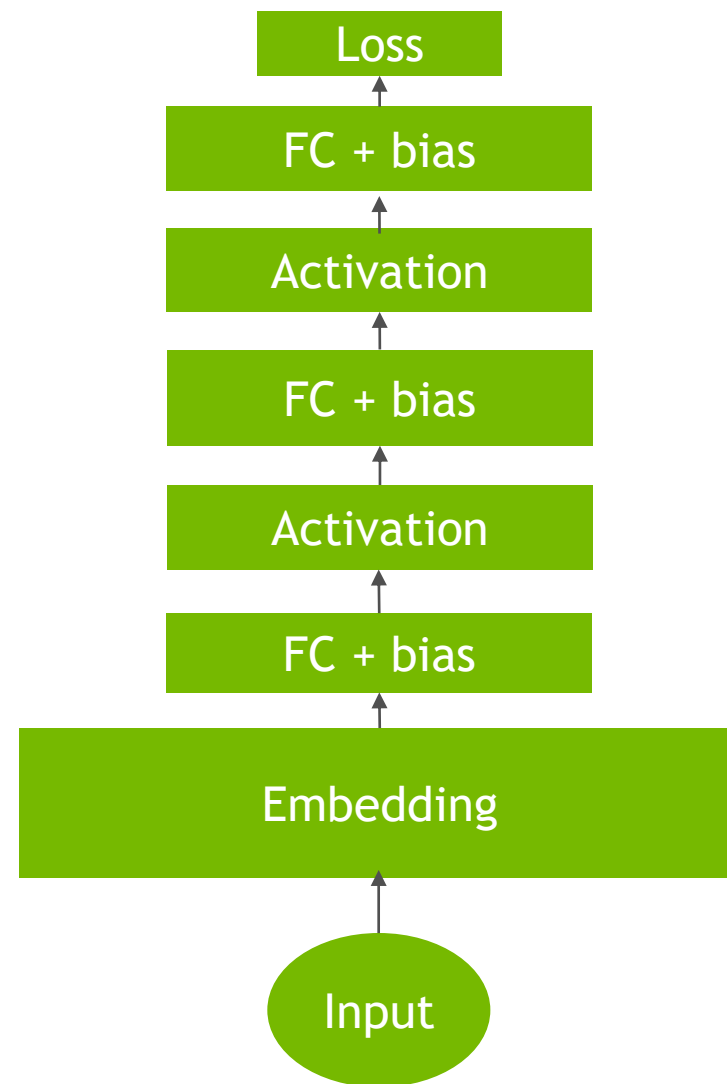 Loss
FC + bias
Activation
FC + bias
Activation
FC + bias
Embedding
Input